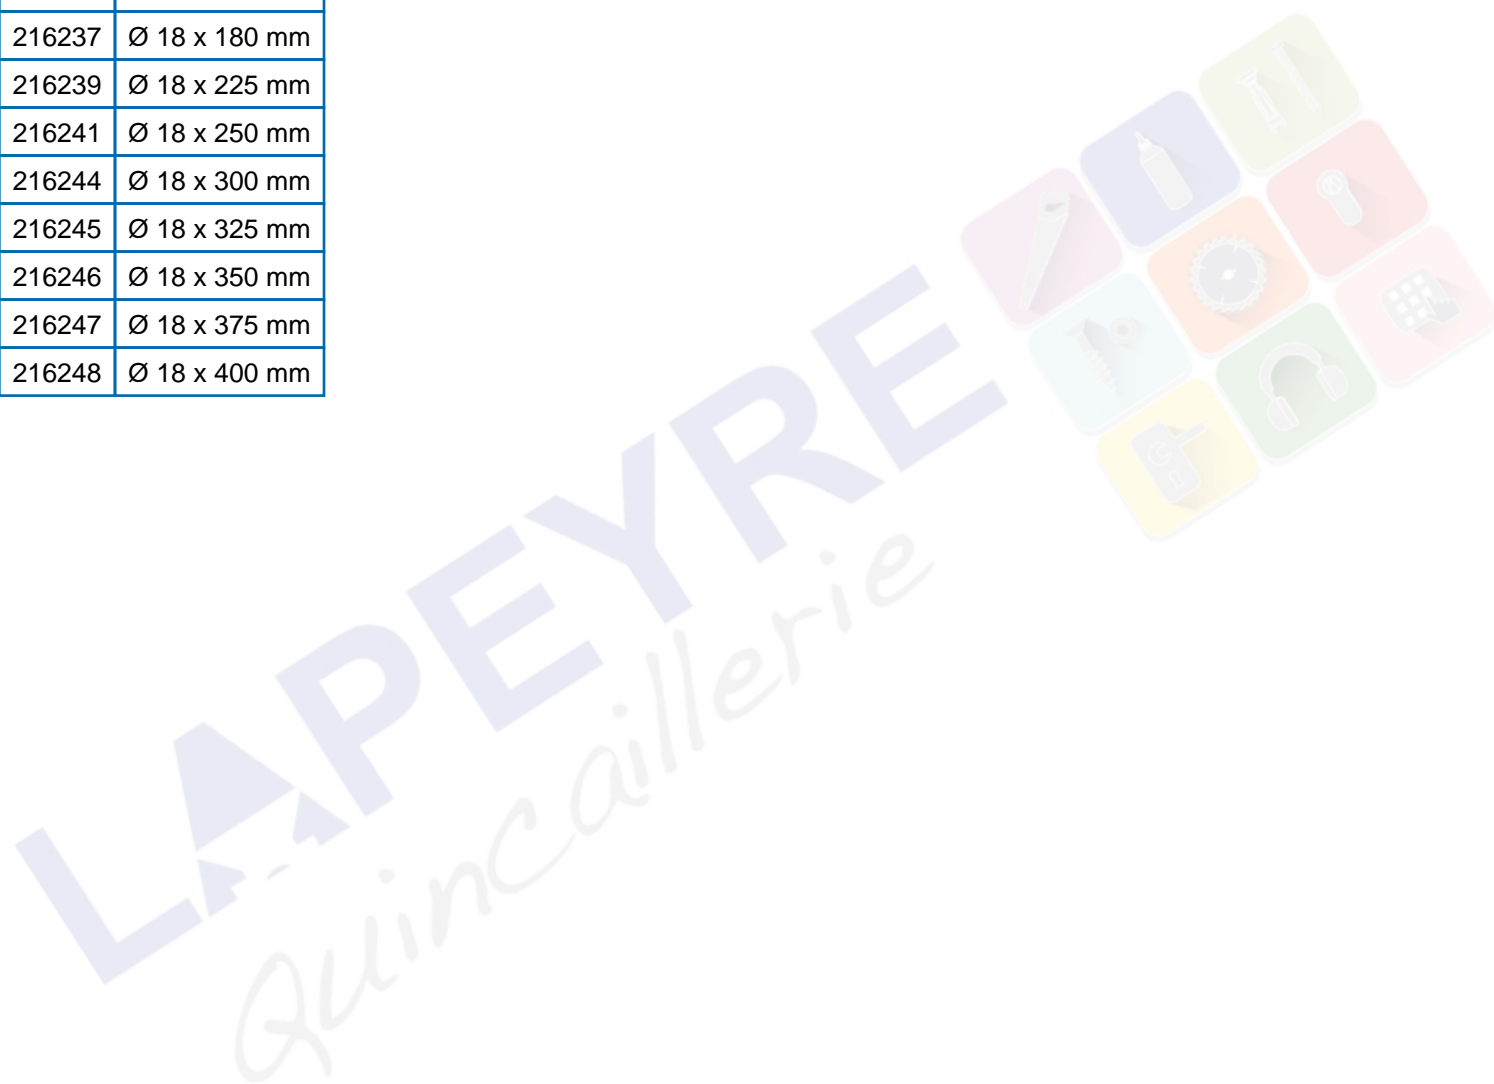 216237 Ø 18 x 180 mm
216239 Ø 18 x 225 mm
216241 Ø 18 x 250 mm
216244 Ø 18 x 300 mm
216245 Ø 18 x 325 mm
216246 Ø 18 x 350 mm
216247 Ø 18 x 375 mm
216248 Ø 18 x 400 mm
LAPEYRE
Quincaillerie